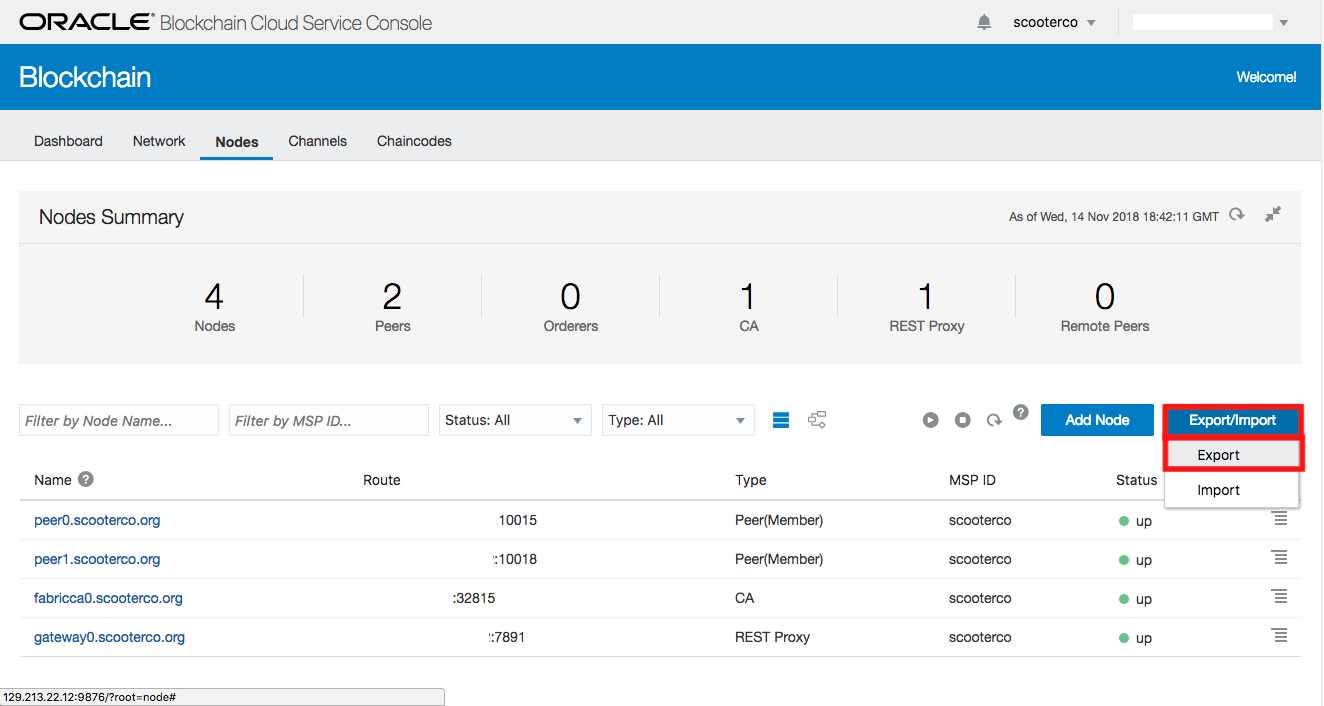 ORACLE® Blockchain Cloud Service Console scooterco
Blockchain Welcome!
Dashboard Network Nodes Channels Chaincodes
Nodes Summary As of Wed, 14 Nov 2018 18:42:11 GMT
4 2 0 1 1 0
Nodes Peers Orderers CA REST Proxy Remote Peers
Filter by Node Name... Filter by MSP ID... Status: All Type: All ? Add Node Export/Import
Export
Import
Name ? Route Type MSP ID Status
peer0.scooterco.org 10015 Peer(Member) scooterco up
peer1.scooterco.org :10018 Peer(Member) scooterco up
fabricca0.scooterco.org :32815 CA scooterco up
gateway0.scooterco.org :7891 REST Proxy scooterco up
129.213.22.12:9876/?root=node#